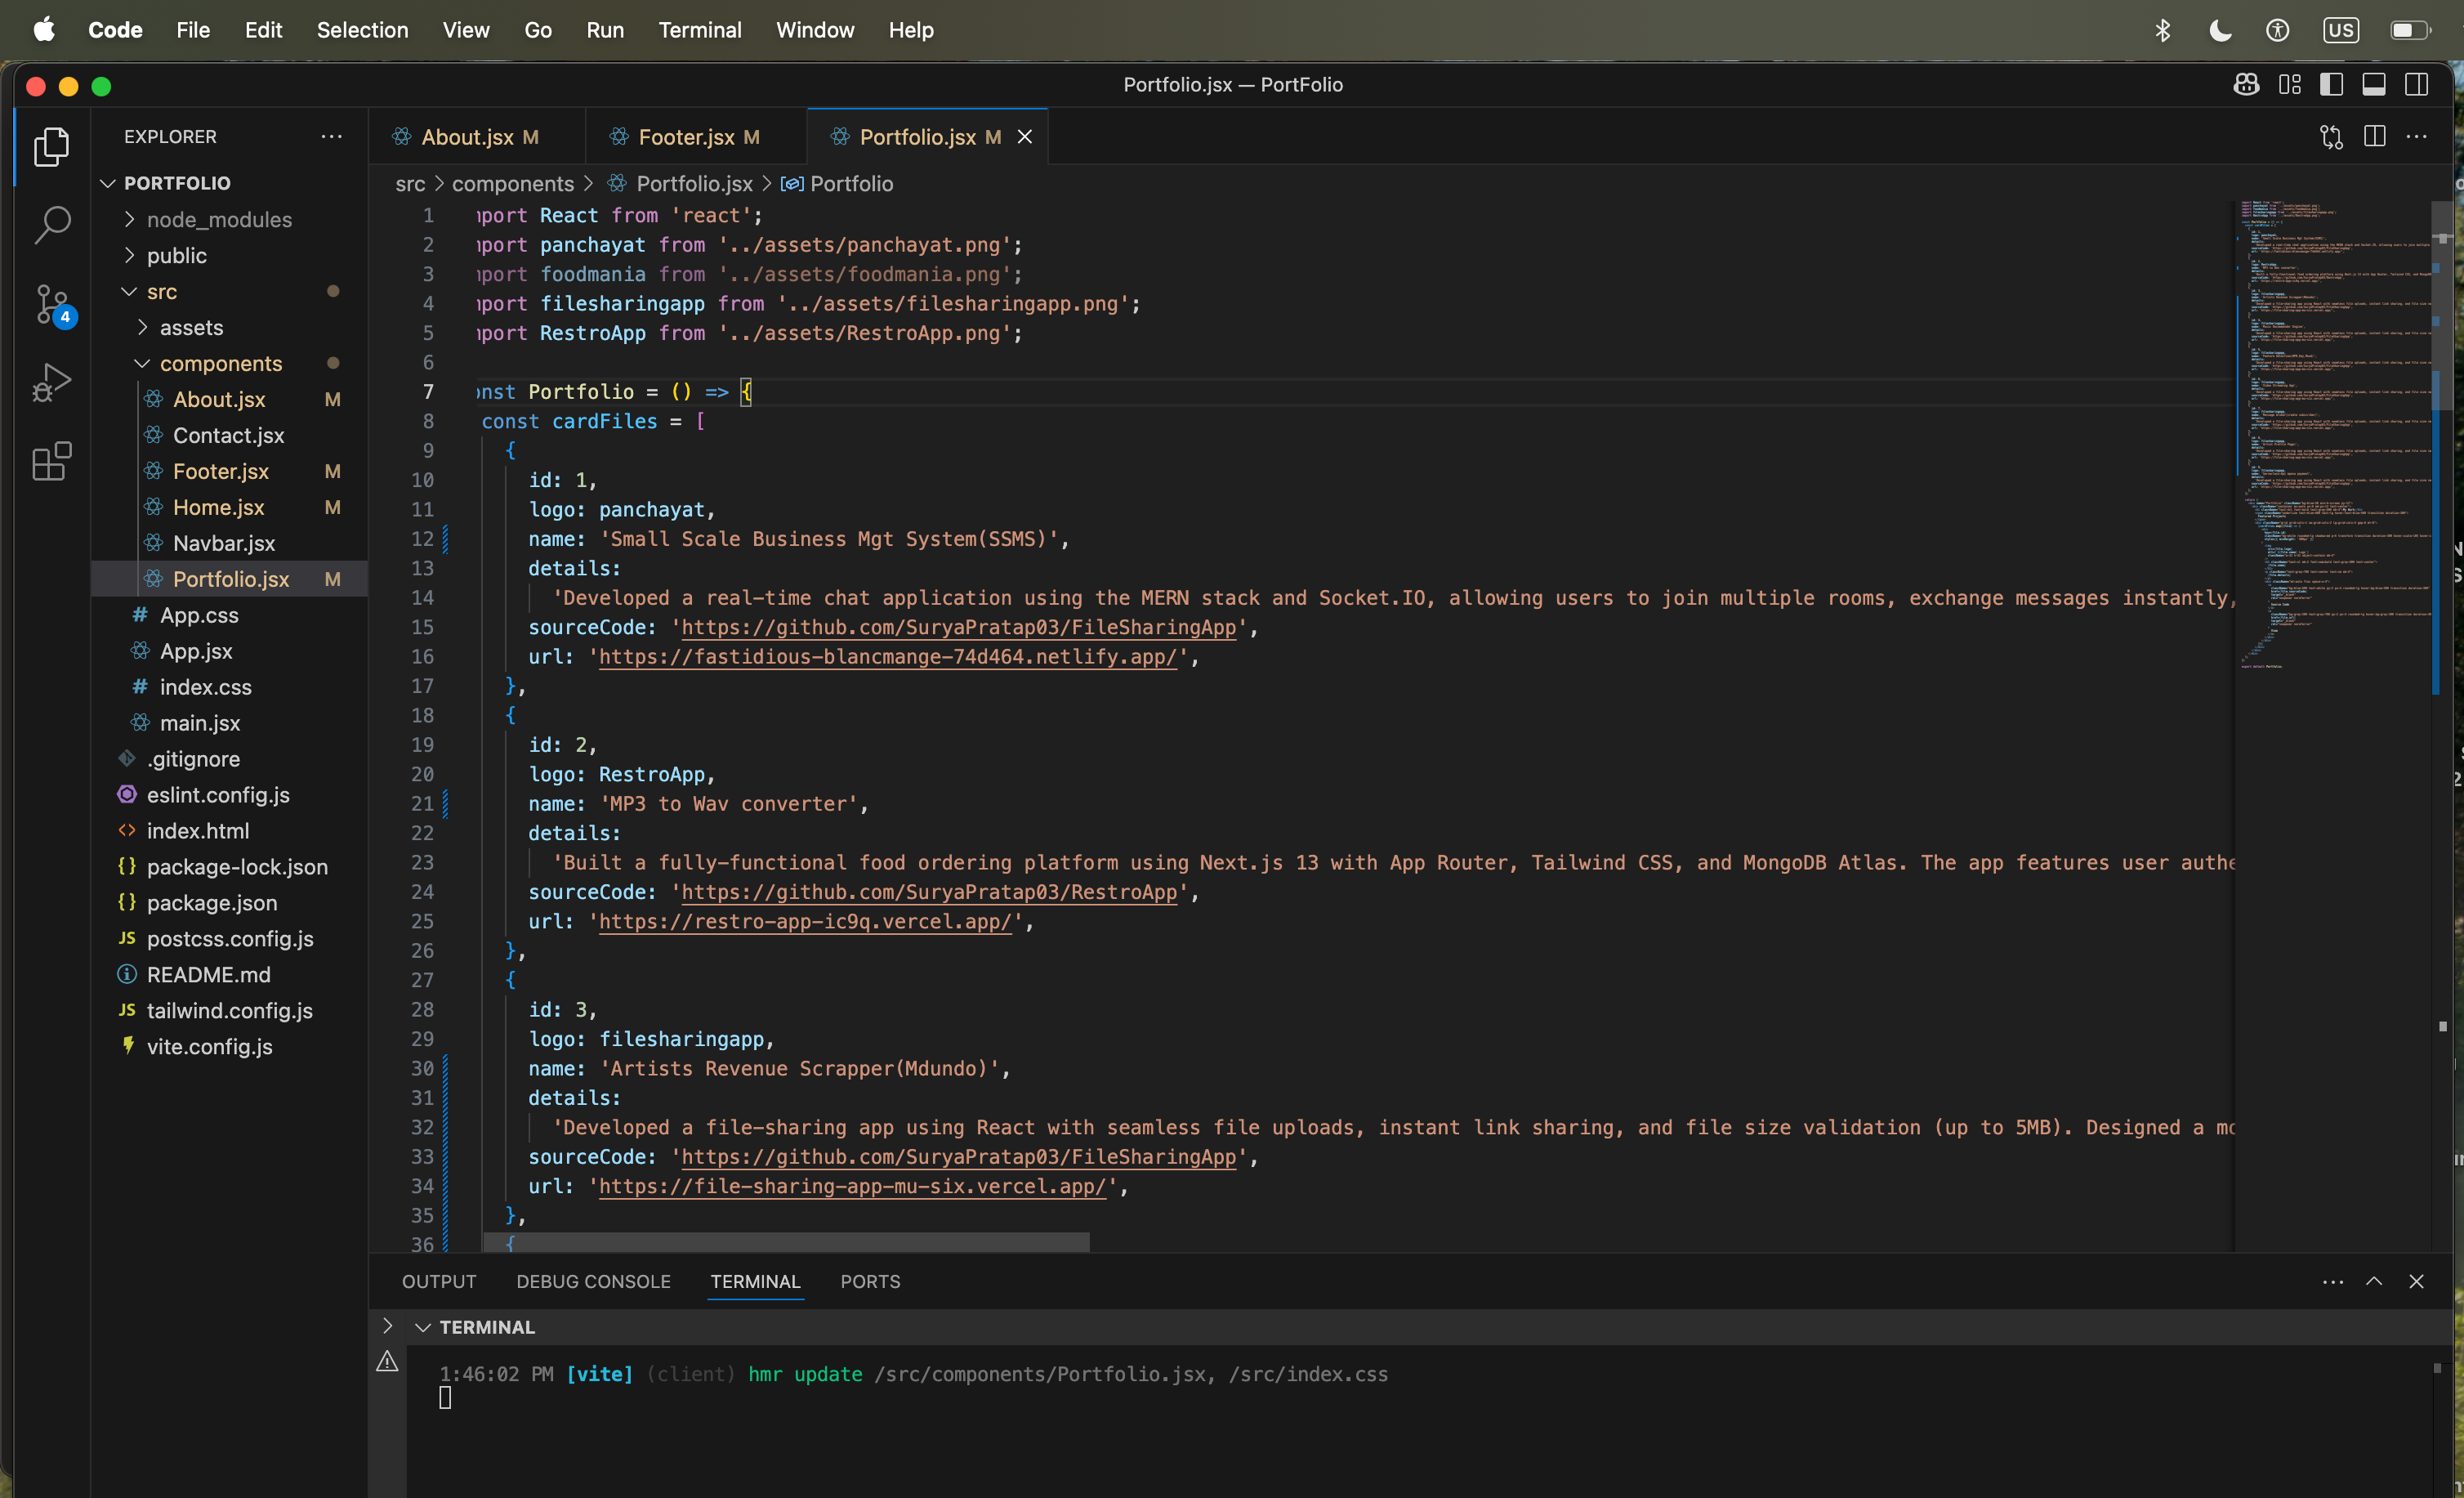 Code File Edit Selection View Go Run Terminal Window Help US
Portfolio.jsx — PortFolio
EXPLORER
PORTFOLIO
node_modules
public
src
assets
components
About.jsx M
Contact.jsx
Footer.jsx M
Home.jsx M
Navbar.jsx
Portfolio.jsx M
App.css
App.jsx
index.css
main.jsx
.gitignore
eslint.config.js
index.html
package-lock.json
package.json
postcss.config.js
README.md
tailwind.config.js
vite.config.js
4
About.jsx M Footer.jsx M Portfolio.jsx M
src > components > Portfolio.jsx > Portfolio
1 mport React from 'react';
2 mport panchayat from '../assets/panchayat.png';
3 mport foodmania from '../assets/foodmania.png';
4 mport filesharingapp from '../assets/filesharingapp.png';
5 mport RestroApp from '../assets/RestroApp.png';
6
7 onst Portfolio = () => {
8 const cardFiles = [
9 {
10 id: 1,
11 logo: panchayat,
12 name: 'Small Scale Business Mgt System(SSMS)',
13 details:
14 'Developed a real-time chat application using the MERN stack and Socket.IO, allowing users to join multiple rooms, exchange messages instantly,
15 sourceCode: 'https://github.com/SuryaPratap03/FileSharingApp',
16 url: 'https://fastidious-blancmange-74d464.netlify.app/',
17 },
18 {
19 id: 2,
20 logo: RestroApp,
21 name: 'MP3 to Wav converter',
22 details:
23 'Built a fully-functional food ordering platform using Next.js 13 with App Router, Tailwind CSS, and MongoDB Atlas. The app features user authe
24 sourceCode: 'https://github.com/SuryaPratap03/RestroApp',
25 url: 'https://restro-app-ic9q.vercel.app/',
26 },
27 {
28 id: 3,
29 logo: filesharingapp,
30 name: 'Artists Revenue Scrapper(Mdundo)',
31 details:
32 'Developed a file-sharing app using React with seamless file uploads, instant link sharing, and file size validation (up to 5MB). Designed a mo
33 sourceCode: 'https://github.com/SuryaPratap03/FileSharingApp',
34 url: 'https://file-sharing-app-mu-six.vercel.app/',
35 },
36 {
OUTPUT DEBUG CONSOLE TERMINAL PORTS
TERMINAL
1:46:02 PM [vite] (client) hmr update /src/components/Portfolio.jsx, /src/index.css